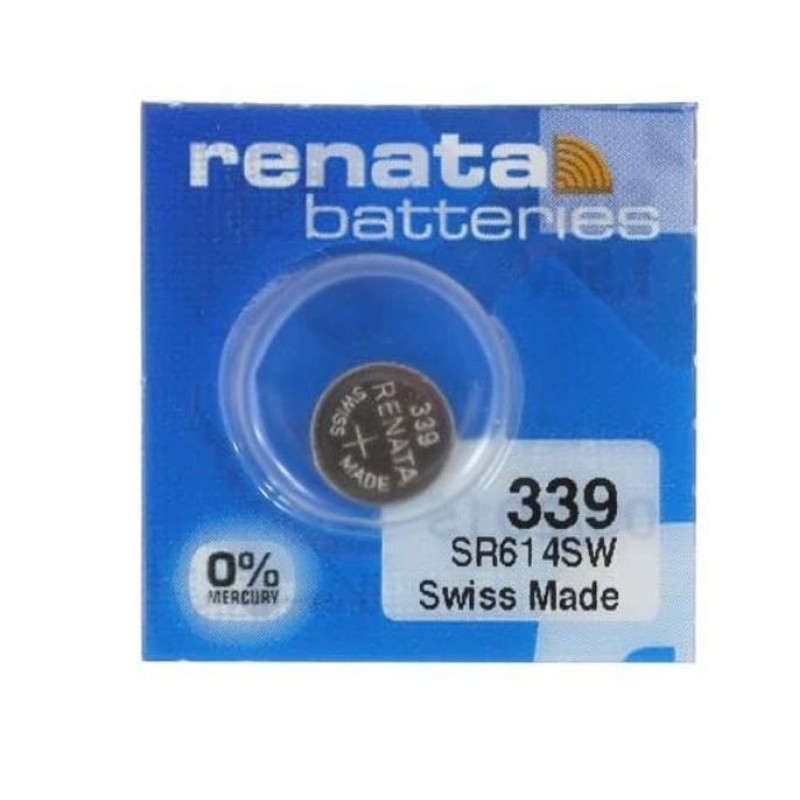 renata
batteries
339
RENATA
SWISS
+
MADE
339
SR614SW
Swiss Made
0%
MERCURY